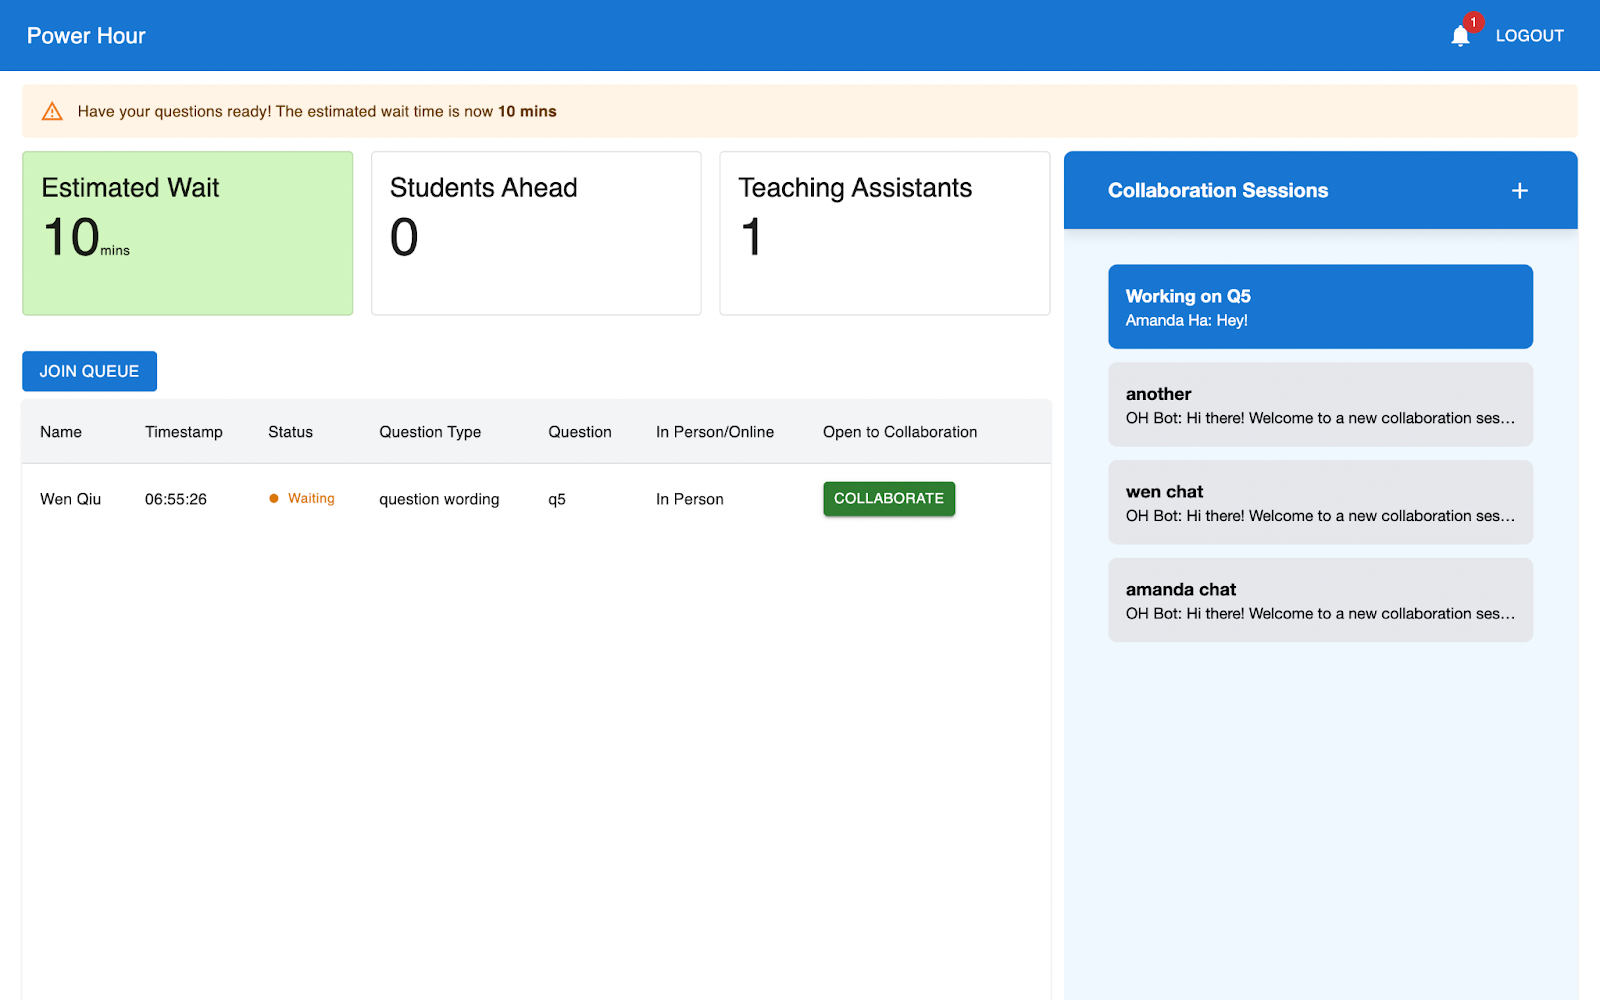 Power Hour
1
LOGOUT
Have your questions ready! The estimated wait time is now 10 mins
Estimated Wait
10mins
Students Ahead
0
Teaching Assistants
1
JOIN QUEUE
Name Timestamp Status Question Type Question In Person/Online Open to Collaboration
Wen Qiu 06:55:26 Waiting question wording q5 In Person COLLABORATE
Collaboration Sessions +
Working on Q5
Amanda Ha: Hey!
another
OH Bot: Hi there! Welcome to a new collaboration ses...
wen chat
OH Bot: Hi there! Welcome to a new collaboration ses...
amanda chat
OH Bot: Hi there! Welcome to a new collaboration ses...